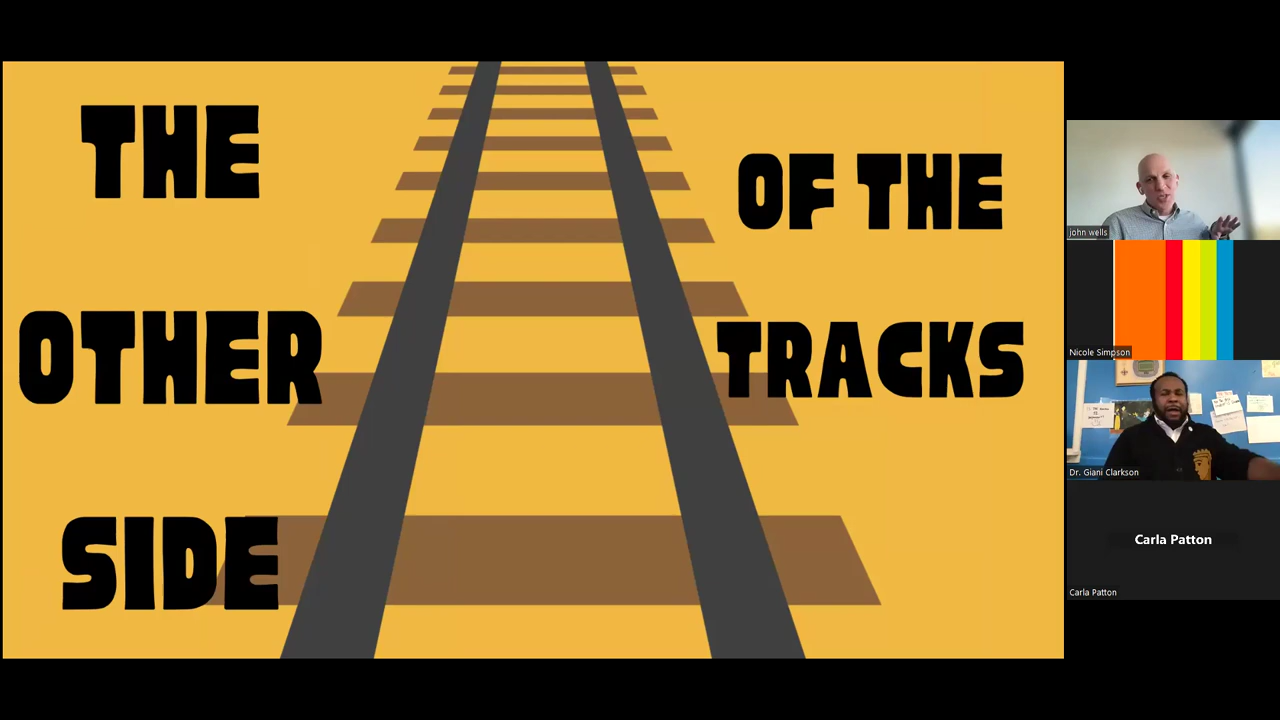 THE
OTHER
SIDE
OF THE
TRACKS
john wells
Nicole Simpson
Dr. Giani Clarkson
Carla Patton
Carla Patton